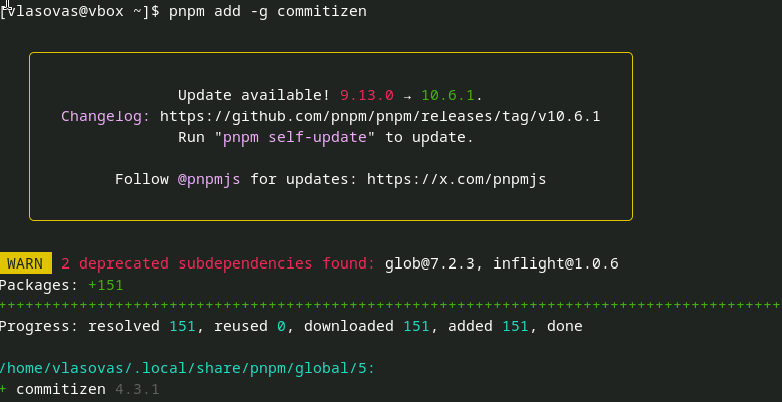 [vlasovas@vbox ~]$ pnpm add -g commitizen
Update available! 9.13.0 → 10.6.1.
Changelog: https://github.com/pnpm/pnpm/releases/tag/v10.6.1
Run "pnpm self-update" to update.
Follow @pnpmjs for updates: https://x.com/pnpmjs
WARN 2 deprecated subdependencies found: glob@7.2.3, inflight@1.0.6
Packages: +151
+++++++++++++++++++++++++++++++++++++++++++++++++++++++++++++++++++++++++++++++++++++++
Progress: resolved 151, reused 0, downloaded 151, added 151, done
/home/vlasovas/.local/share/pnpm/global/5:
+ commitizen 4.3.1